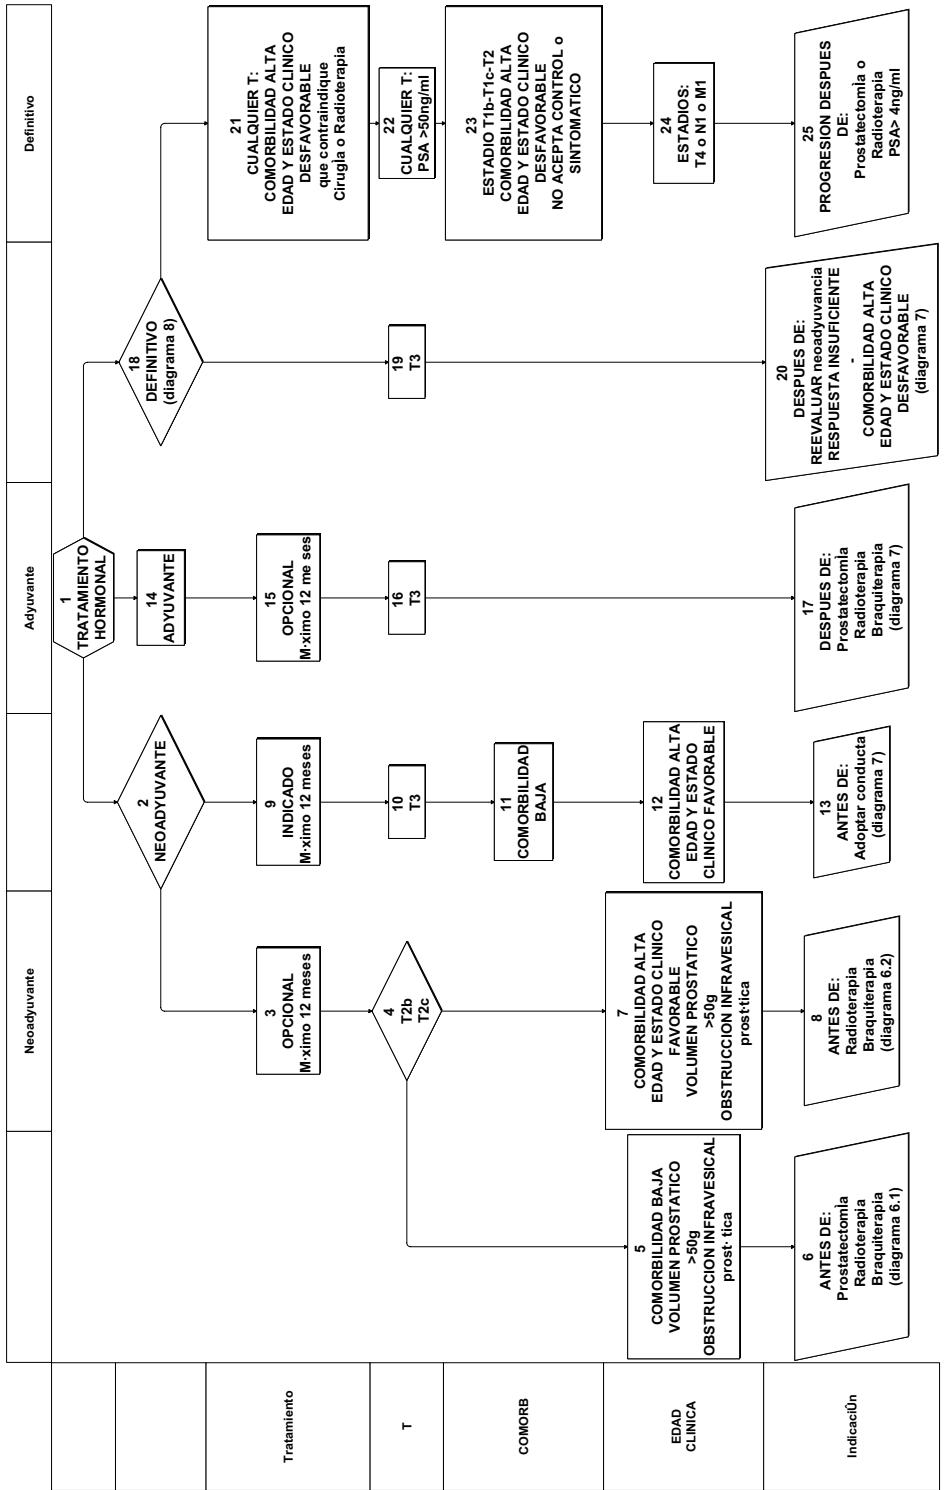 Neoadyuvante
Adyuvante
Definitivo
Tratamiento
T
COMORB
EDAD
CLINICA
IndicaciÛn
1
TRATAMIENTO
HORMONAL
2
NEOADYUVANTE
3
OPCIONAL
M·ximo 12 meses
4
T2b
T2c
5
COMORBILIDAD BAJA
VOLUMEN PROSTATICO
>50g
OBSTRUCCION INFRAVESICAL
prost· tica
6
ANTES DE:
Prostatectomìa
Radioterapia
Braquiterapia
(diagrama 6.1)
7
COMORBILIDAD ALTA
EDAD Y ESTADO CLINICO
FAVORABLE
VOLUMEN PROSTATICO
>50g
OBSTRUCCION INFRAVESICAL
prost·tica
8
ANTES DE:
Radioterapia
Braquiterapia
(diagrama 6.2)
9
INDICADO
M·ximo 12 meses
10
T3
11
COMORBILIDAD
BAJA
12
COMORBILIDAD ALTA
EDAD Y ESTADO
CLINICO FAVORABLE
13
ANTES DE:
Adoptar conducta
(diagrama 7)
14
ADYUVANTE
15
OPCIONAL
M·ximo 12 me ses
16
T3
17
DESPUES DE:
Prostatectomìa
Radioterapia
Braquiterapia
(diagrama 7)
18
DEFINITIVO
(diagrama 8)
19
T3
20
DESPUES DE:
REEVALUAR neoadyuvancia
RESPUESTA INSUFICIENTE
-
COMORBILIDAD ALTA
EDAD Y ESTADO CLINICO
DESFAVORABLE
(diagrama 7)
21
CUALQUIER T:
COMORBILIDAD ALTA
EDAD Y ESTADO CLINICO
DESFAVORABLE
que contraindique
Cirugìa o Radioterapia
22
CUALQUIER T:
PSA >50ng/ml
23
ESTADIO T1b-T1c-T2
COMORBILIDAD ALTA
EDAD Y ESTADO CLINICO
DESFAVORABLE
NO ACEPTA CONTROL o
SINTOMATICO
24
ESTADIOS:
T4 o N1 o M1
25
PROGRESION DESPUES
DE:
Prostatectomìa o
Radioterapia
PSA> 4ng/ml